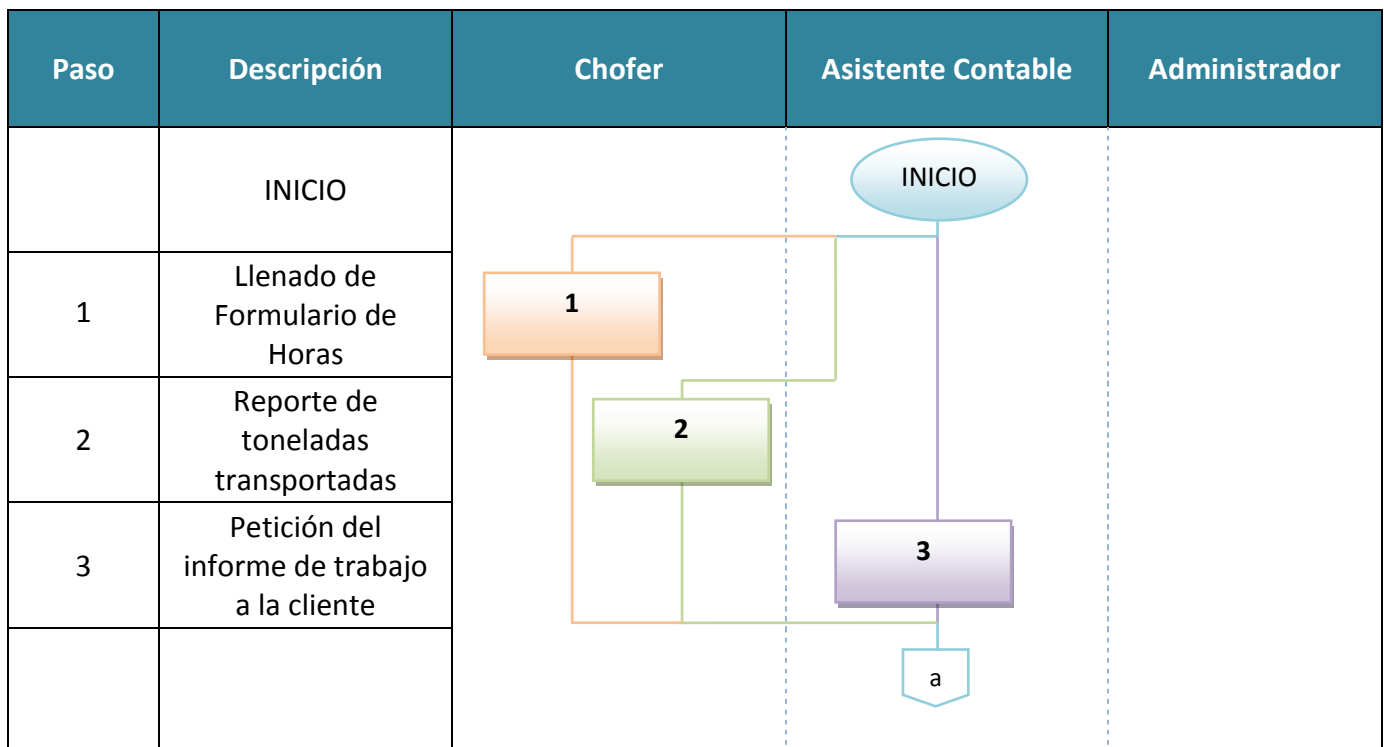 Paso Descripción Chofer Asistente Contable Administrador
INICIO INICIO
1 Llenado de
Formulario de
Horas
1
2 Reporte de
toneladas
transportadas
2
3 Petición del
informe de trabajo
a la cliente
3
a